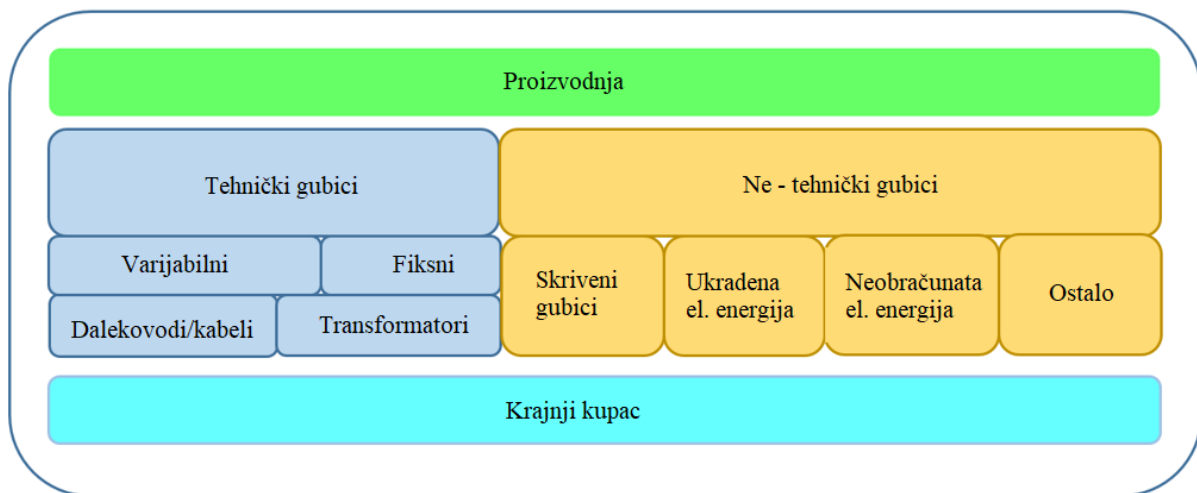 Proizvodnja
Tehnički gubici
Ne - tehnički gubici
Varijabilni
Fiksni
Dalekovodi/kabeli
Transformatori
Skriveni
gubici
Ukradena
el. energija
Neobračunata
el. energija
Ostalo
Krajnji kupac